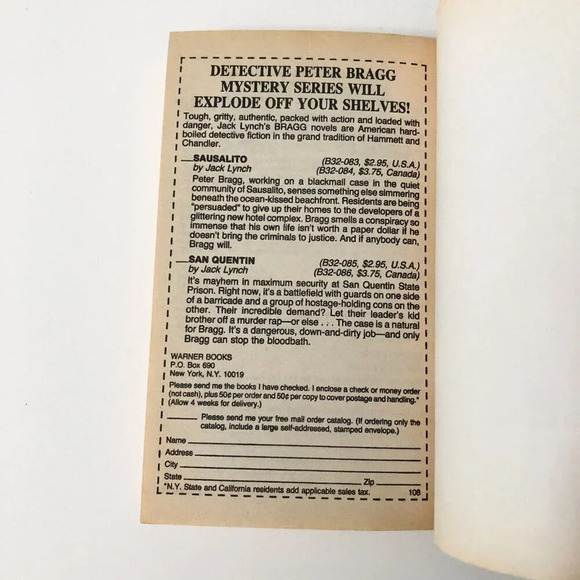 DETECTIVE PETER BRAGG
MYSTERY SERIES WILL
EXPLODE OFF YOUR SHELVES!
Tough, gritty, authentic, packed with action and loaded with
danger, Jack Lynch's BRAGG novels are American hard-
boiled detective fiction in the grand tradition of Hammett and
Chandler.
SAUSALITO (B32-083, $2.95, U.S.A.)
by Jack Lynch (B32-084, $3.75, Canada)
Peter Bragg, working on a blackmail case in the quiet
community of Sausalito, senses something else simmering
beneath the ocean-kissed beachfront. Residents are being
"persuaded" to give up their homes to the developers of a
glittering new hotel complex. Bragg smells a conspiracy so
immense that his own life isn't worth a paper dollar if he
doesn't bring the criminals to justice. And if anybody can,
Bragg will.
SAN QUENTIN (B32-085, $2.95, U.S.A.)
by Jack Lynch (B32-086, $3.75, Canada)
It's mayhem in maximum security at San Quentin State
Prison. Right now, it's a battlefield with guards on one side
of a barricade and a group of hostage-holding cons on the
other. Their incredible demand? Let their leader's kid
brother off a murder rap—or else . . . The case is a natural
for Bragg. It's a dangerous, down-and-dirty job—and only
Bragg can stop the bloodbath.
WARNER BOOKS
P.O. Box 690
New York, N.Y. 10019
Please send me the books I have checked. I enclose a check or money order
(not cash), plus 50¢ per order and 50¢ per copy to cover postage and handling.*
(Allow 4 weeks for delivery.)
Please send me your free mail order catalog. (If ordering only the
catalog, include a large self-addressed, stamped envelope.)
Name
Address
City
State Zip
*N.Y. State and California residents add applicable sales tax. 108